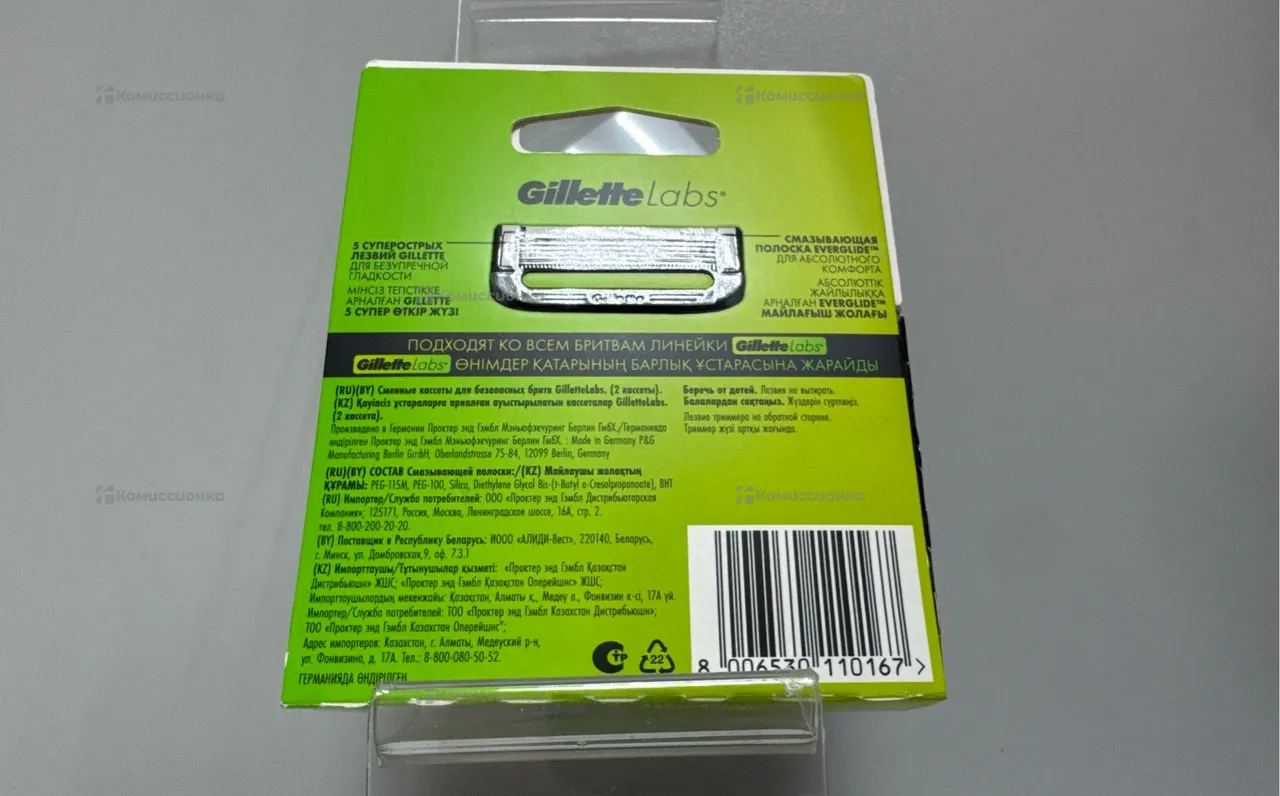 Комиссионка
Комиссионка
GilletteLabs
5 СУПЕРОСТРЫХ
ЛЕЗВИЙ GILLETTE
ДЛЯ БЕЗУПРЕЧНОЙ
ГЛАДКОСТИ
МІНСІЗ ТЕГІСТІККЕ
АРНАЛҒАН GILLETTE
5 СУПЕР ӨТКІР ЖҮЗІ
СМАЗЫВАЮЩАЯ
ПОЛОСКА EVERGLIDE™
ДЛЯ АБСОЛЮТНОГО
КОМФОРТА
АБСОЛЮТТІК
ЖАЙЛЫЛЫҚҚА
АРНАЛҒАН EVERGLIDE™
МАЙЛАҒЫШ ЖОЛАҒЫ
Комиссионка
Gillette
ПОДХОДЯТ КО ВСЕМ БРИТВАМ ЛИНЕЙКИ GilletteLabs
GilletteLabs ӨНІМДЕР ҚАТАРЫНЫҢ БАРЛЫҚ ҰСТАРАСЫНА ЖАРАЙДЫ
(RU)(BY) Сменные кассеты для безопасных бритв GilletteLabs. (2 кассеты).
(KZ) Қауіпсіз ұстараларға арналған ауыстырылатын кассеталар GilletteLabs.
(2 кассета).
Произведено в Германии Проктер энд Гэмбл Мэньюфэкчуринг Берлин ГмбХ./Германияда
өндірілген Проктер энд Гэмбл Мэньюфэкчуринг Берлин ГмбХ. : Made in Germany P&G
Manufacturing Berlin GmbH, Oberlandstrasse 75-84, 12099 Berlin, Germany
(RU)(BY) СОСТАВ Смазывающей полоски:/(KZ) Майлаушы жолақтың
ҚҰРАМЫ: PEG-115M, PEG-100, Silica, Diethylene Glycol Bis-(t-Butyl o-Cresolpropanoate), BHT
(RU) Импортер/Служба потребителей: ООО «Проктер энд Гэмбл Дистрибьюторская
Компания»; 125171, Россия, Москва, Ленинградское шоссе, 16А, стр. 2.
тел. 8-800-200-20-20.
(BY) Поставщик в Республику Беларусь: ИООО «АЛИДИ-Вест», 220140, Беларусь,
г. Минск, ул. Домбровская,9, оф. 7.3.1
(KZ) Импорттаушы/Тұтынушылар қызметі: «Проктер энд Гэмбл Қазақстан
Дистрибьюшн» ЖШС; «Проктер энд Гэмбл Қазақстан Оперейшнс» ЖШС;
Импорттаушылардың мекенжайы: Қазақстан, Алматы қ., Медеу а., Фонвизин к-сі, 17А үй.
Импортер/Служба потребителей: ТОО «Проктер энд Гэмбл Казахстан Дистрибьюшн»;
ТОО «Проктер энд Гэмбл Казахстан Оперейшнс";
Адрес импортеров: Казахстан, г. Алматы, Медеуский р-н,
ул. Фонвизина, д. 17А. Тел.: 8-800-080-50-52.
ГЕРМАНИЯДА ӨНДІРІЛГЕН
Беречь от детей. Лезвия не вытирать.
Балалардан сақтаңыз. Жүздерін сүртпеңіз.
Лезвие триммера на обратной стороне.
Триммер жүзі артқы жағында.
Комиссионка
Комиссионка
22
8 006530 110167 >